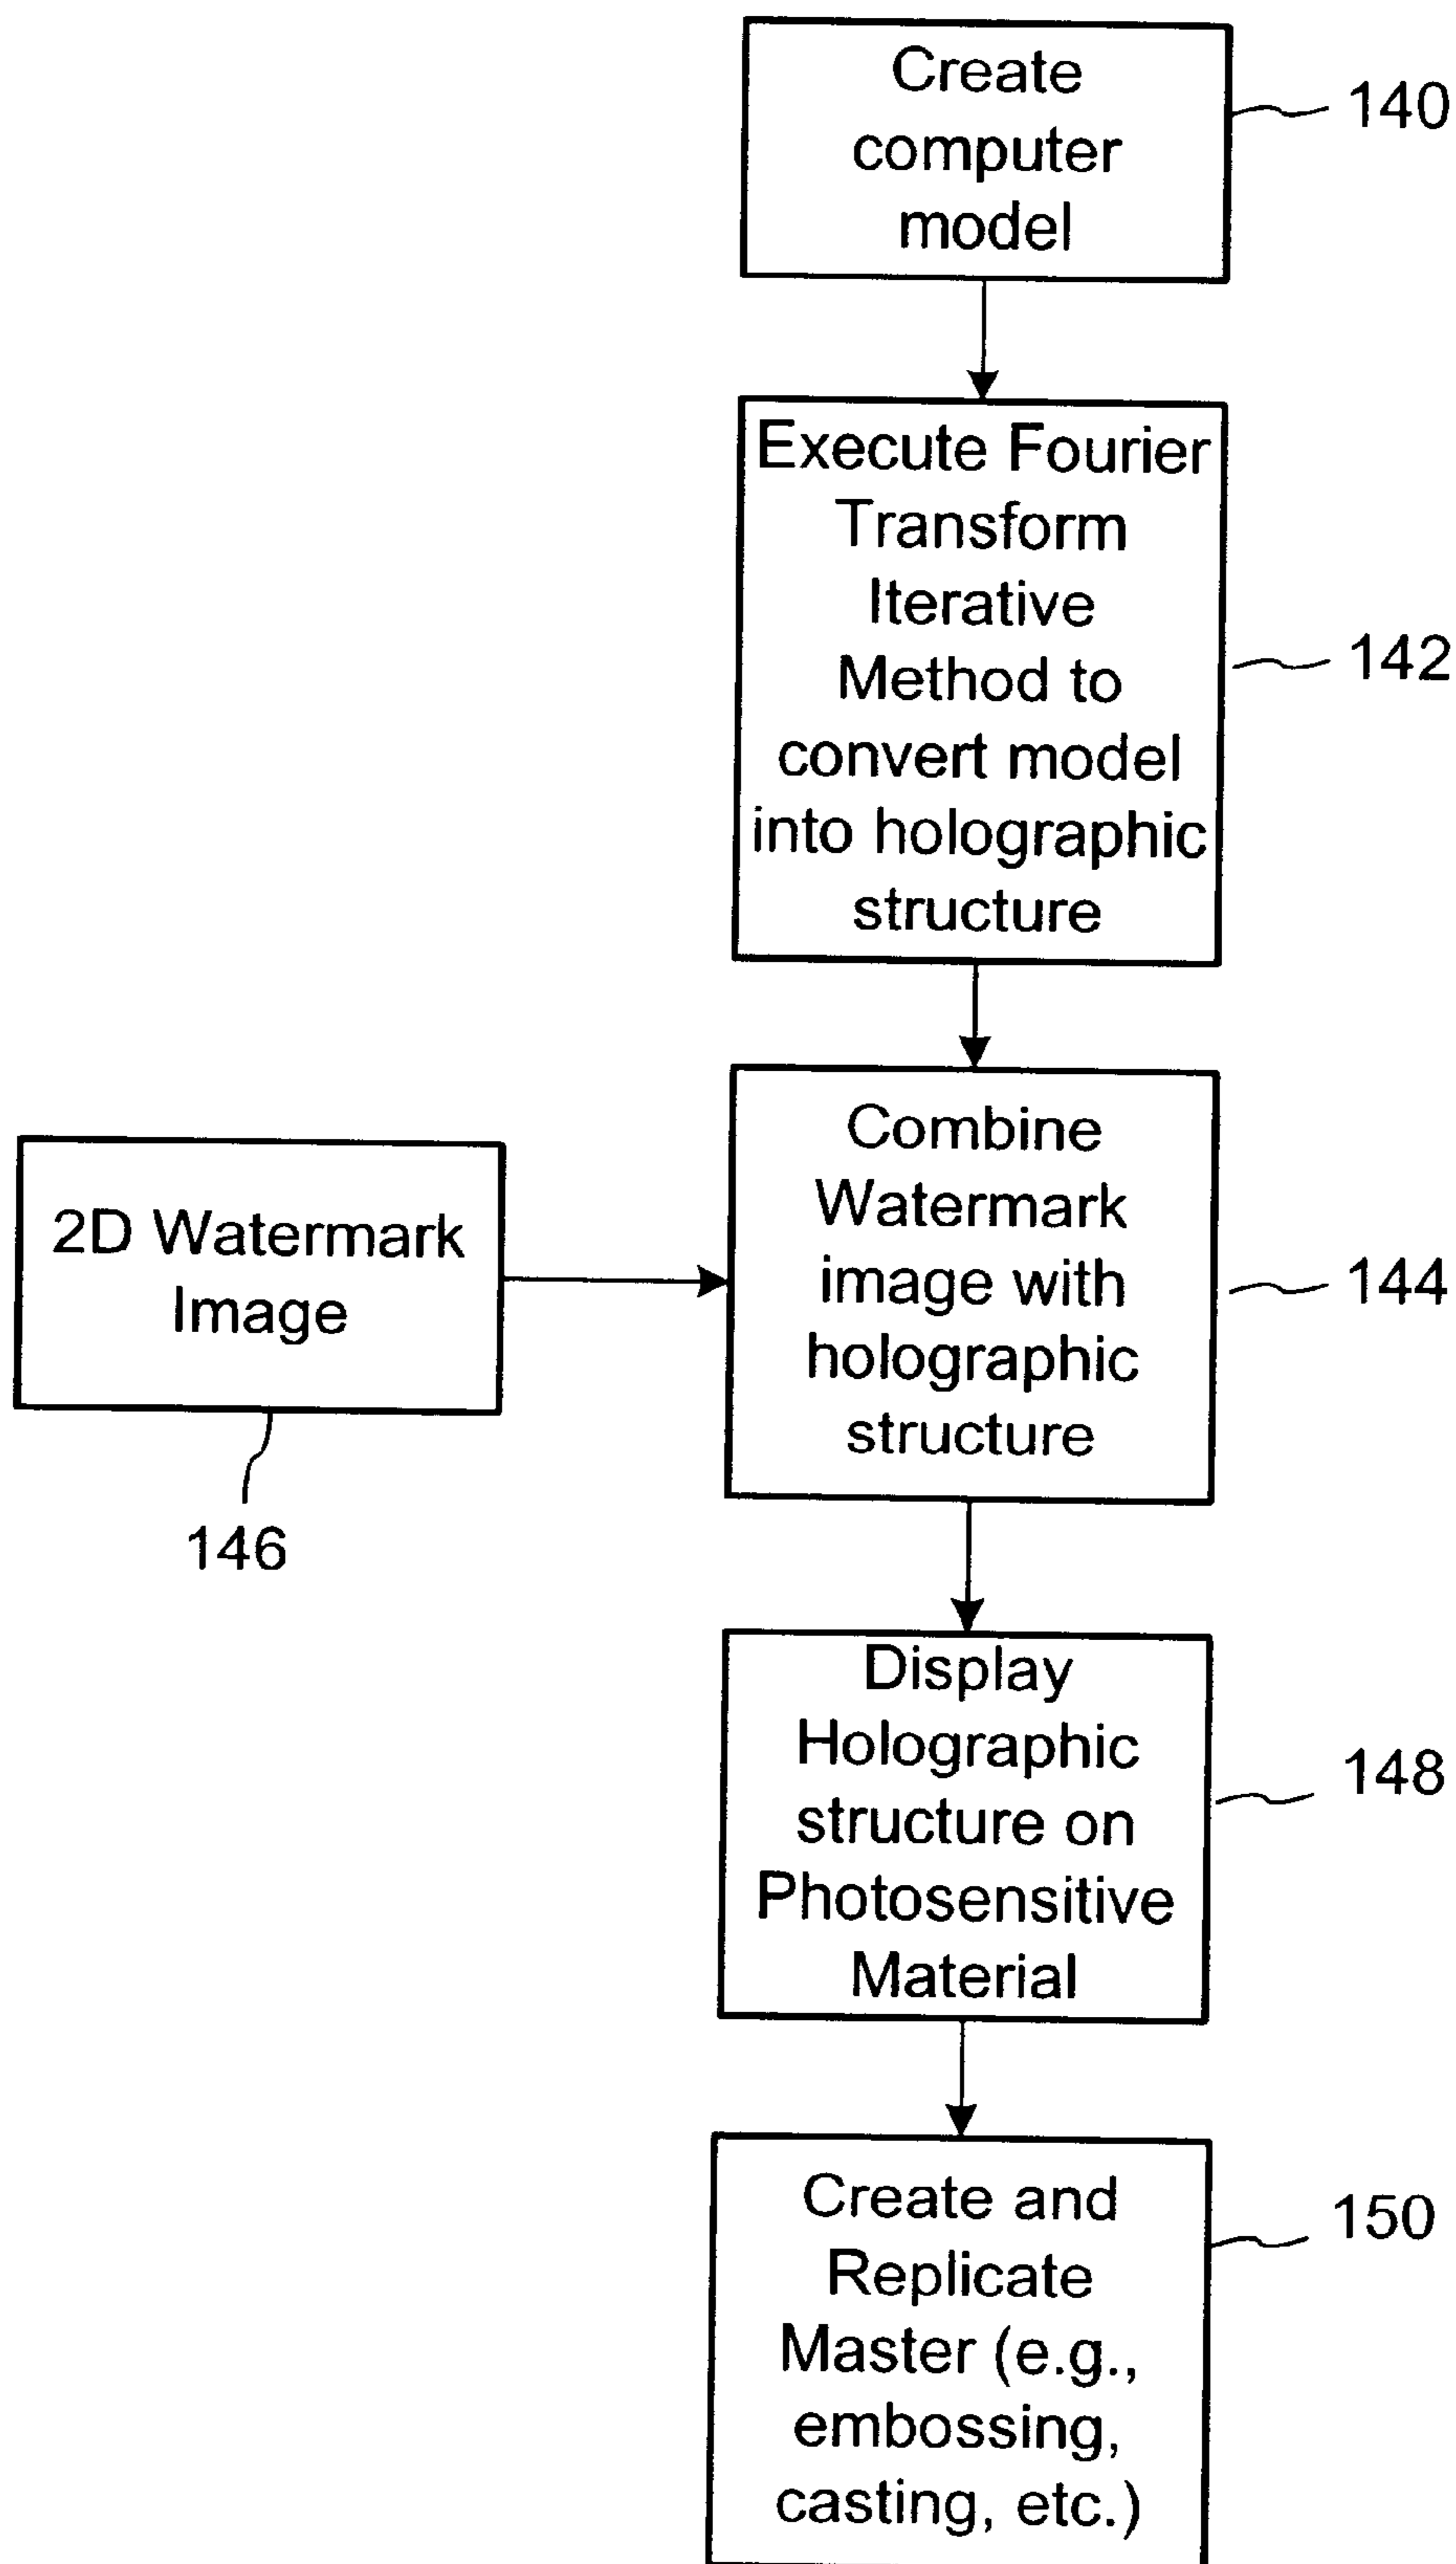 Create
computer
model
140
Execute Fourier
Transform
Iterative
Method to
convert model
into holographic
structure
142
Combine
Watermark
image with
holographic
structure
144
2D Watermark
Image
146
Display
Holographic
structure on
Photosensitive
Material
148
Create and
Replicate
Master (e.g.,
embossing,
casting, etc.)
150